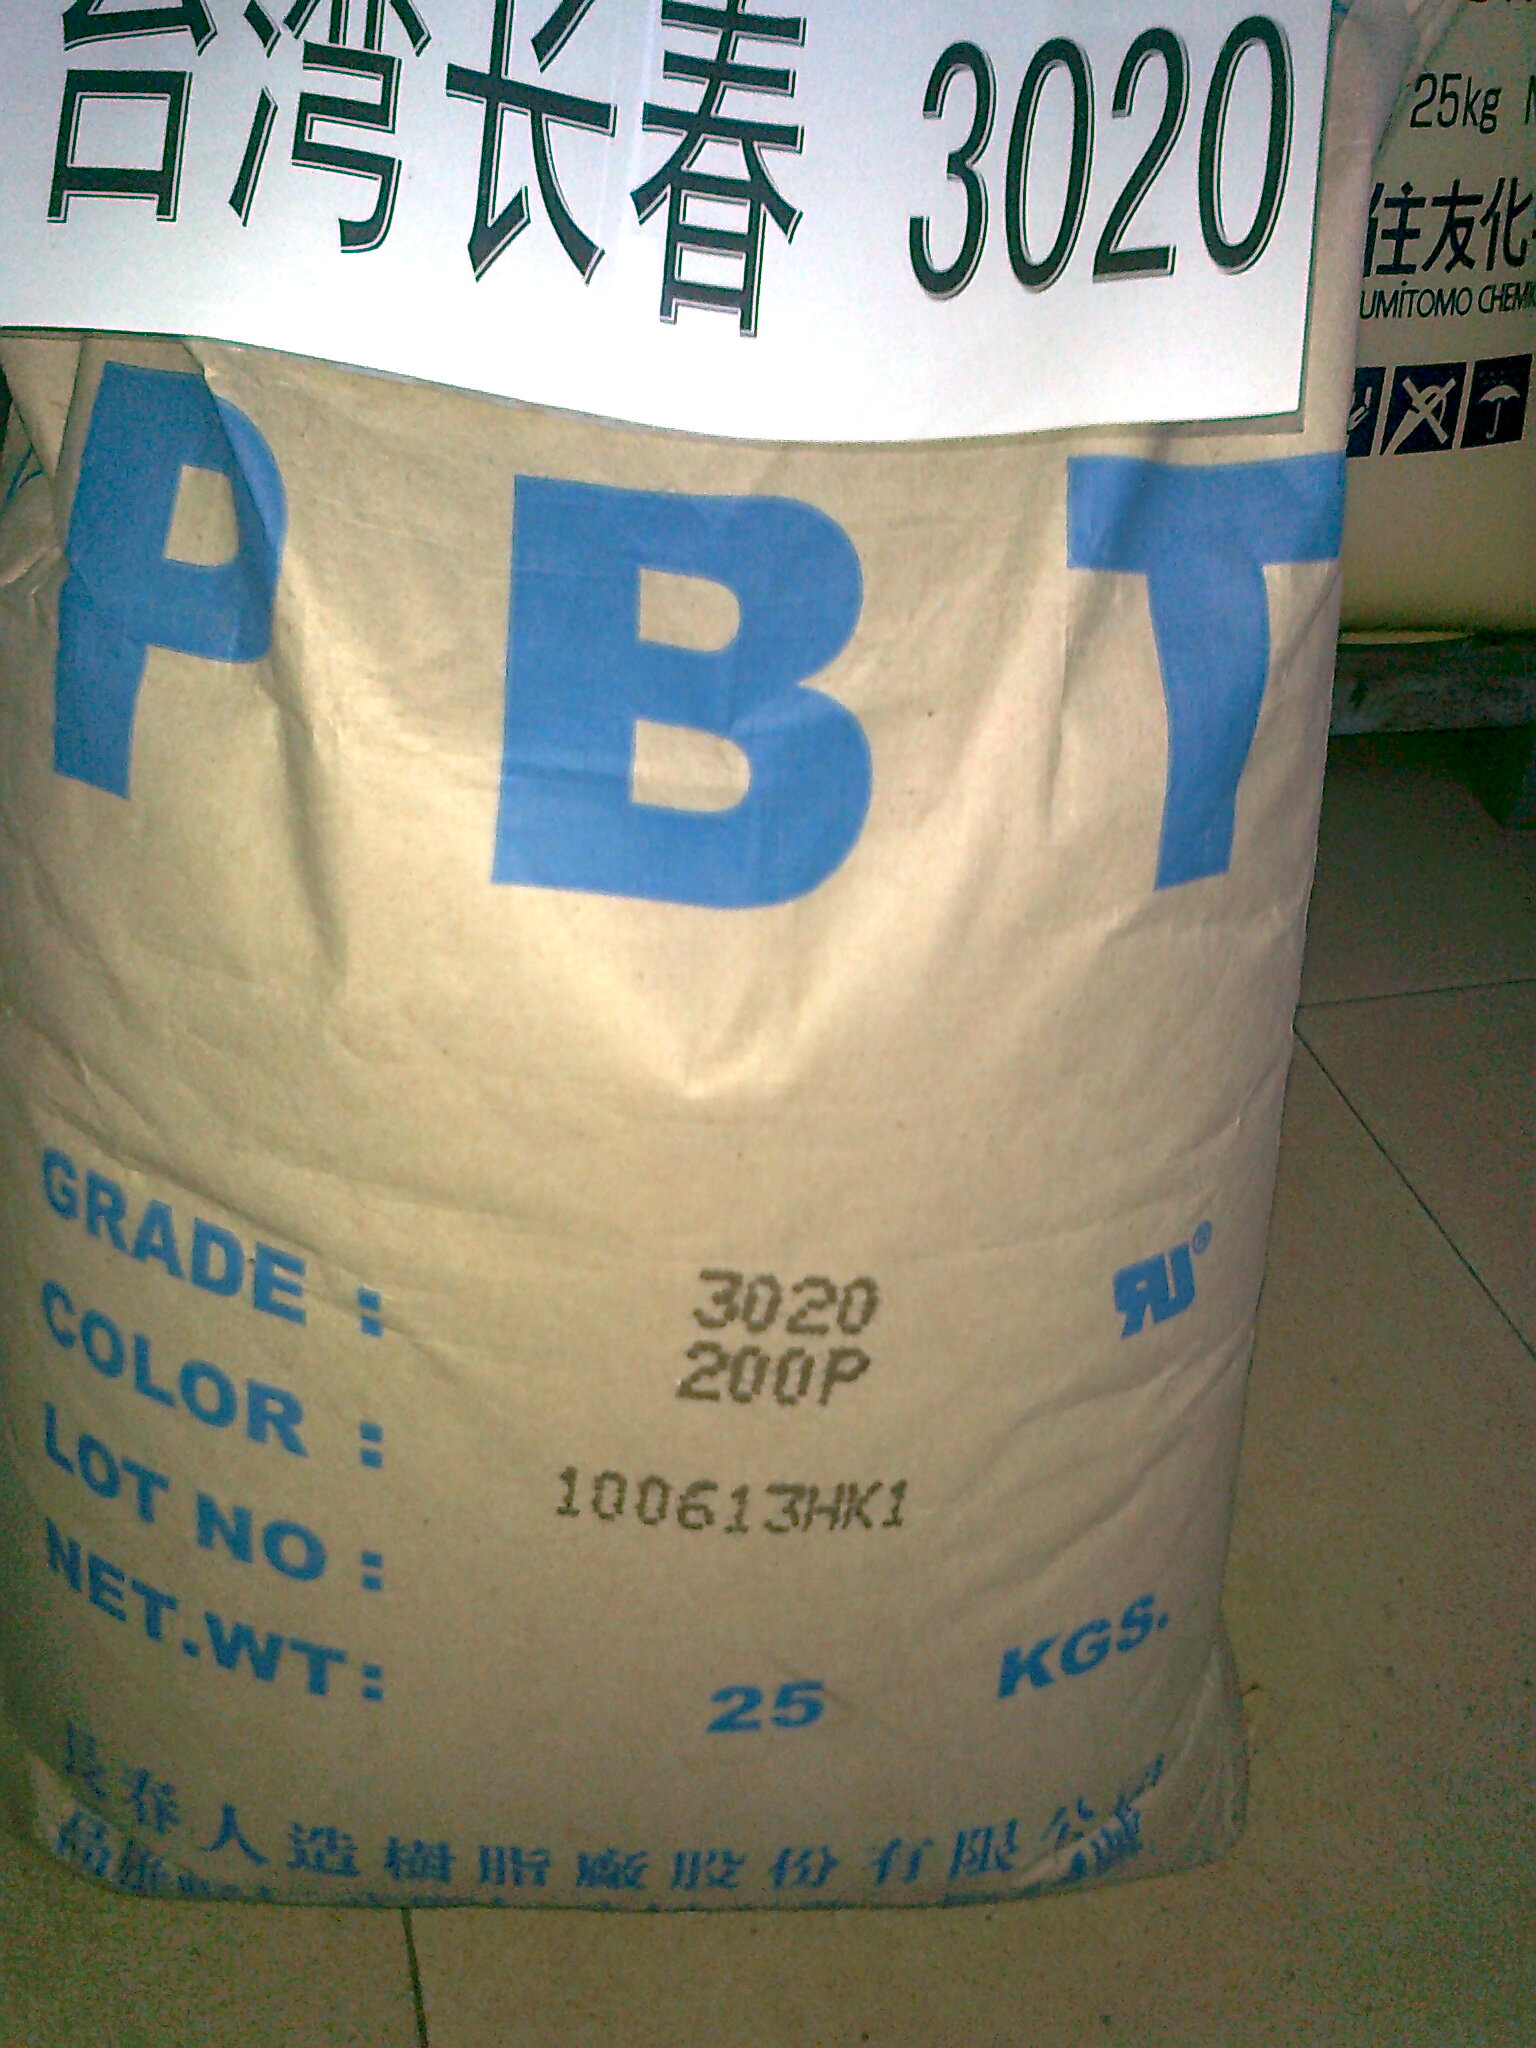 台湾长春 3020
25kg
住友化
UMITOMO CHEM
PBT
GRADE : 3020
COLOR : 200P
RU®
LOT NO : 100613HK1
NET.WT: 25 KGS.
長春人造樹脂廠股份有限公司